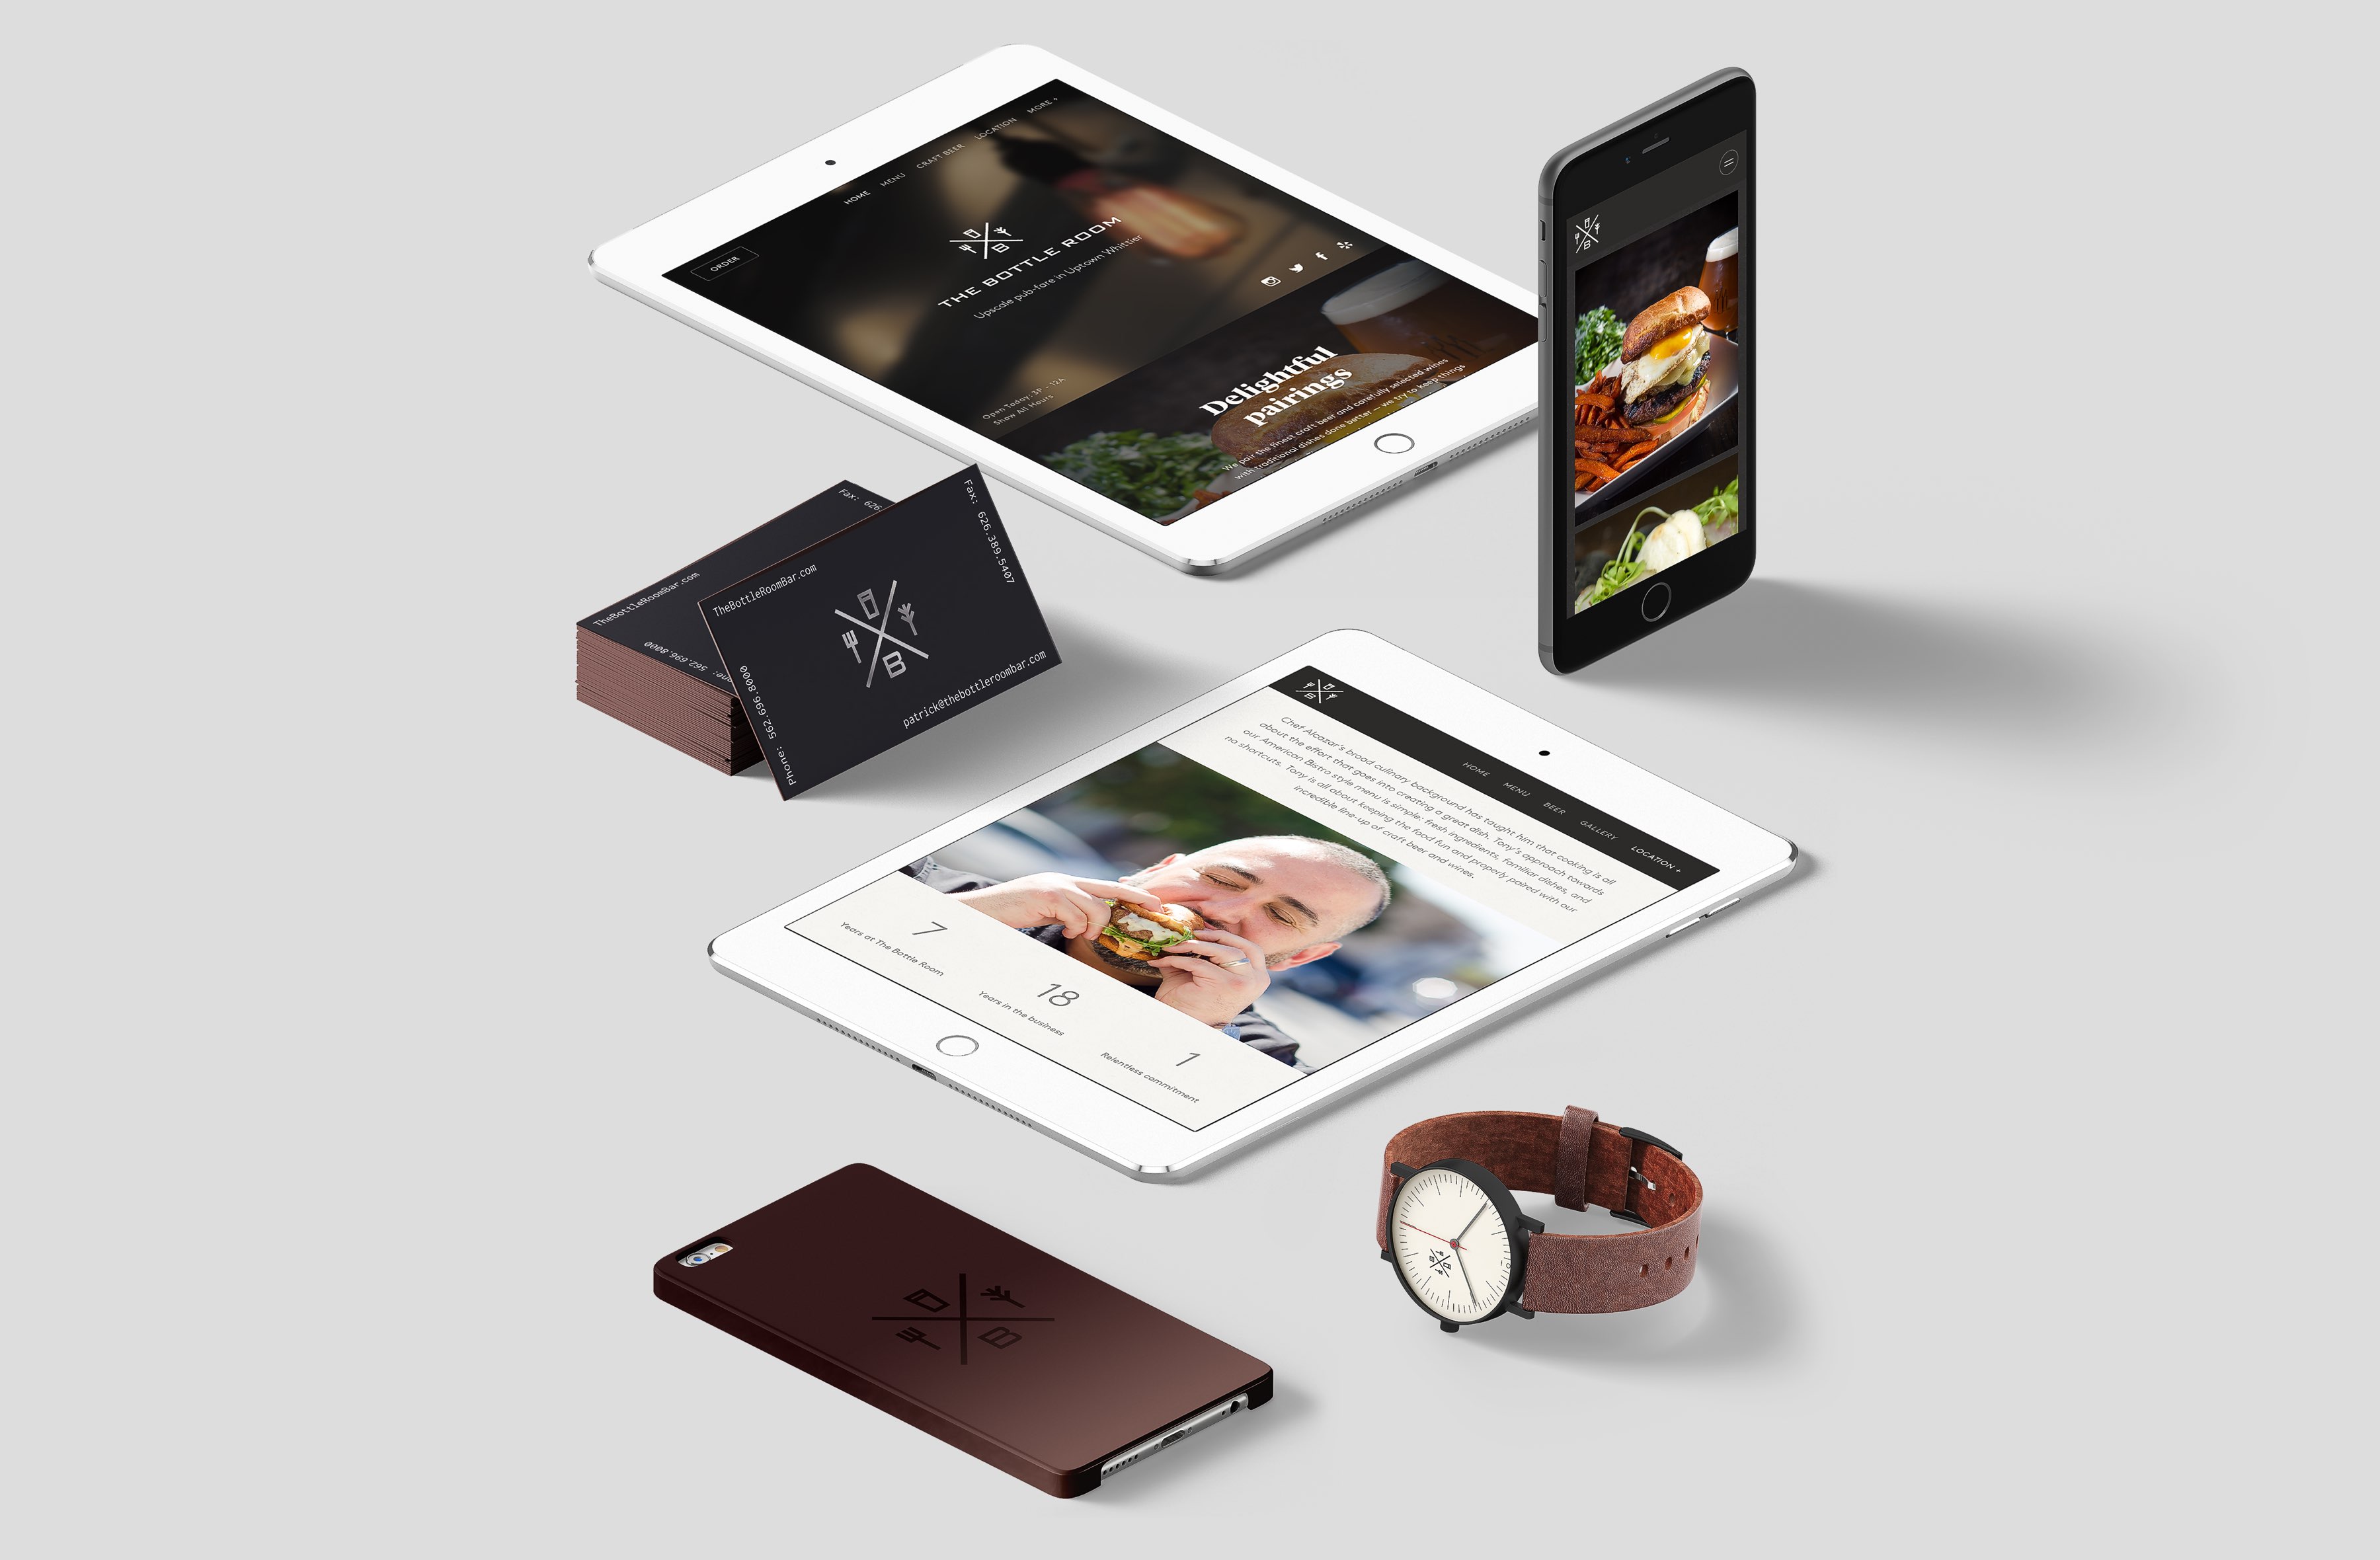 HOME MENU CRAFT BEER LOCATION MORE +
ORDER
B
THE BOTTLE ROOM
Upscale pub-fare in Uptown Whittier
Open Today: 3P - 12A
Show All Hours
Delightful
pairings
We pair the finest craft beer and carefully selected wines
with traditional dishes done better — we try to keep things
B
Fax: 626.
TheBottleRoomBar.com
one: 562.696.8000
TheBottleRoomBar.com
Fax: 626.389.5407
B
Phone: 562.696.8000
patrick@thebottleroombar.com
B
HOME MENU BEER GALLERY LOCATION +
Chef Alcazar's broad culinary background has taught him that cooking is all
about the effort that goes into creating a great dish. Tony's approach towards
our American Bistro style menu is simple: fresh ingredients, familiar dishes, and
no shortcuts. Tony is all about keeping the food fun and properly paired with our
incredible line-up of craft beer and wines.
7
Years at The Bottle Room
18
Years in the business
1
Relentless commitment
B